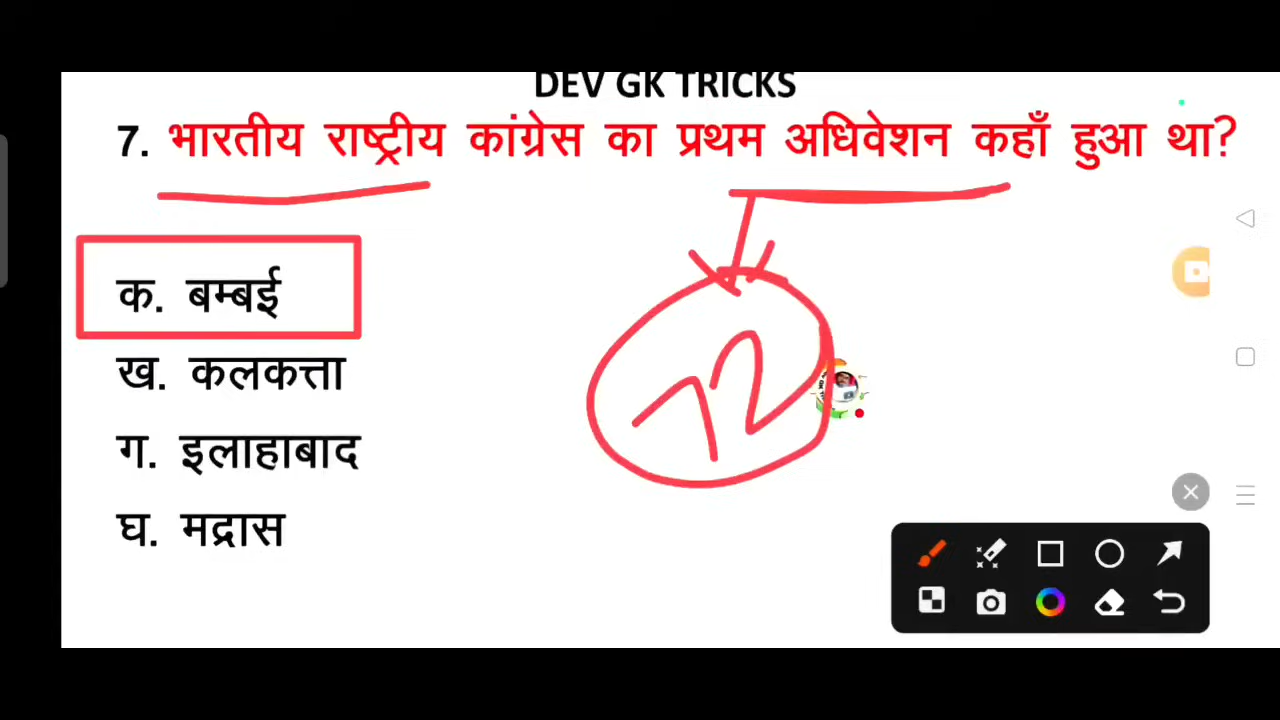 DEV GK TRICKS
7. भारतीय राष्ट्रीय कांग्रेस का प्रथम अधिवेशन कहाँ हुआ था?
क. बम्बई
ख. कलकत्ता
ग. इलाहाबाद
घ. मद्रास
72